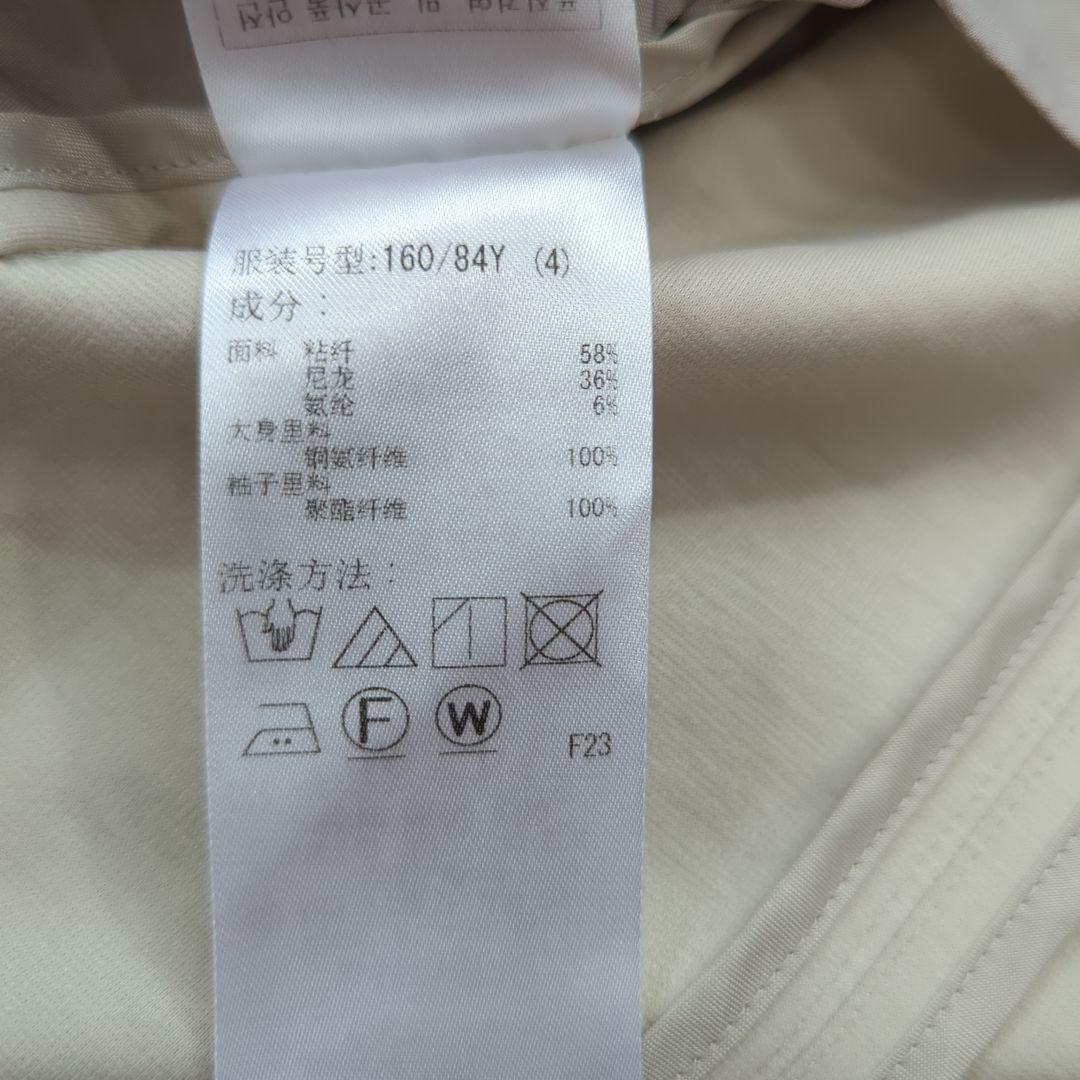 服装号型:160/84Y (4)
成分:
面料 粘纤 58%
尼龙 36%
氨纶 6%
大身里料
铜氨纤维 100%
袖子里料
聚酯纤维 100%
洗涤方法:
F W F23